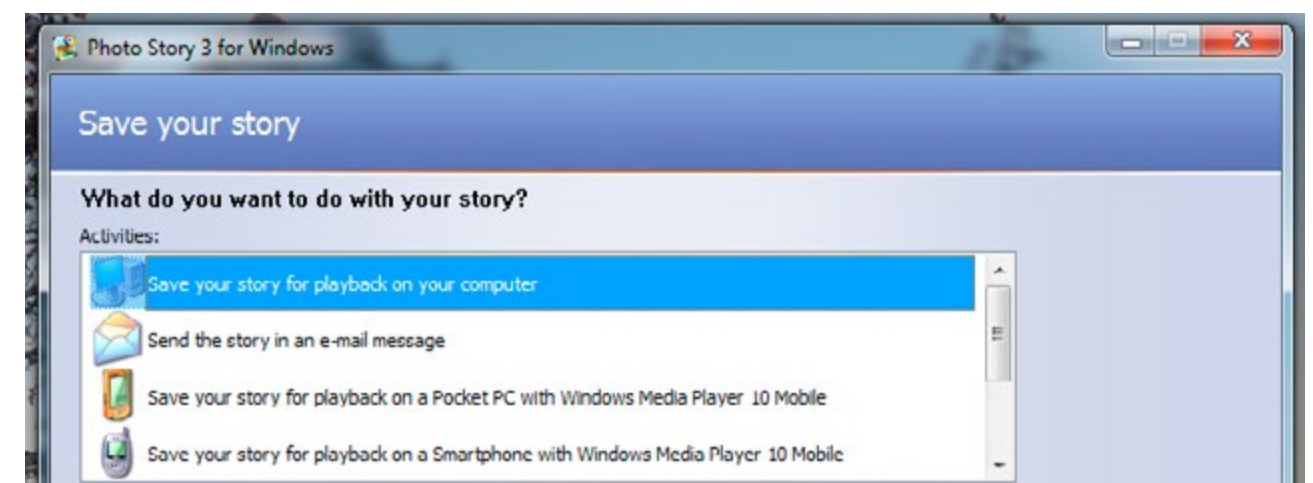 Photo Story 3 for Windows
Save your story
What do you want to do with your story?
Activities:
Save your story for playback on your computer
Send the story in an e-mail message
Save your story for playback on a Pocket PC with Windows Media Player 10 Mobile
Save your story for playback on a Smartphone with Windows Media Player 10 Mobile